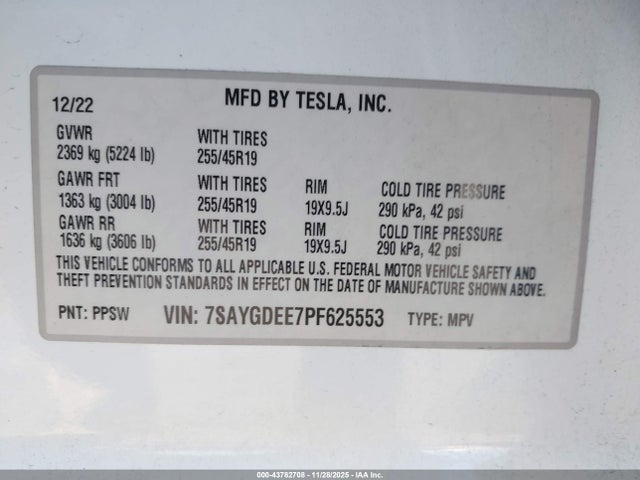 12/22 MFD BY TESLA, INC.
GVWR WITH TIRES
2369 kg (5224 lb) 255/45R19
GAWR FRT WITH TIRES RIM COLD TIRE PRESSURE
1363 kg (3004 lb) 255/45R19 19X9.5J 290 kPa, 42 psi
GAWR RR WITH TIRES RIM COLD TIRE PRESSURE
1636 kg (3606 lb) 255/45R19 19X9.5J 290 kPa, 42 psi
THIS VEHICLE CONFORMS TO ALL APPLICABLE U.S. FEDERAL MOTOR VEHICLE SAFETY AND
THEFT PREVENTION STANDARDS IN EFFECT ON THE DATE OF MANUFACTURE SHOWN ABOVE.
PNT: PPSW VIN: 7SAYGDEE7PF625553 TYPE: MPV
000-43782708 - 11/28/2025 - IAA Inc.